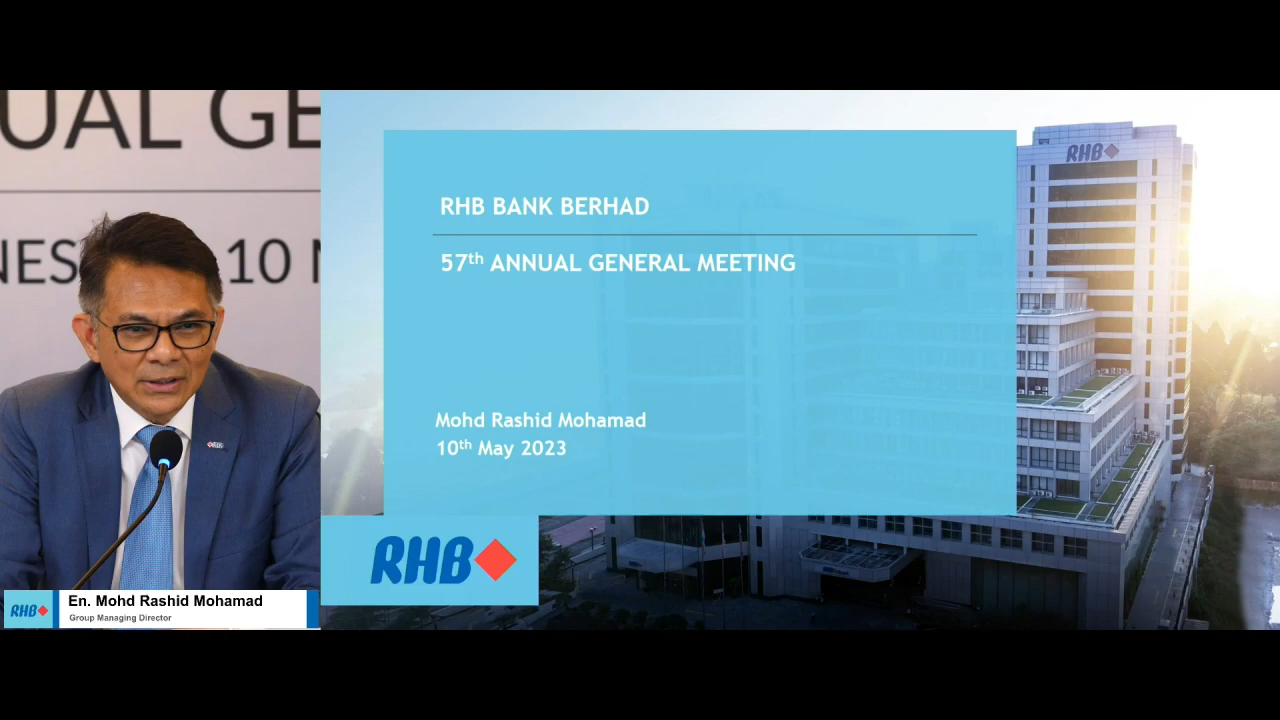 UAL GE
NES
10 M
En. Mohd Rashid Mohamad
Group Managing Director
RHB
RHB BANK BERHAD
57th ANNUAL GENERAL MEETING
Mohd Rashid Mohamad
10th May 2023
RHB
RHB